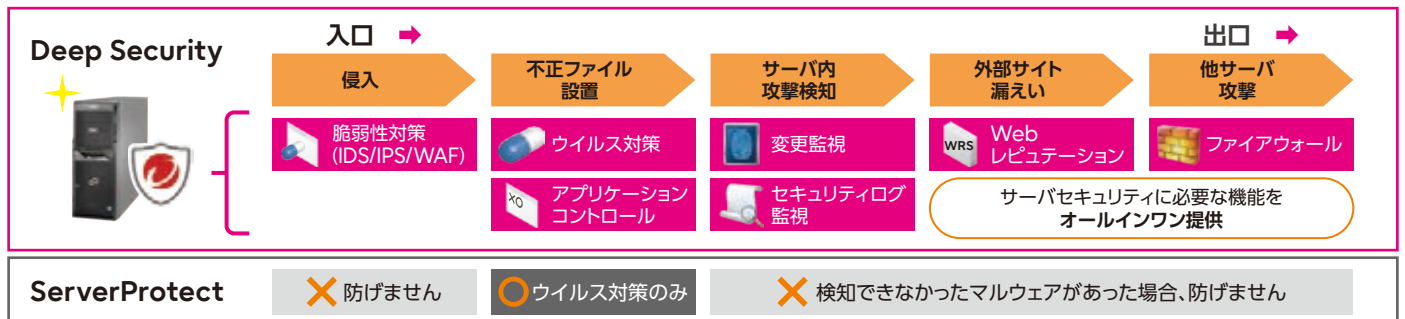 Deep Security
入口
出口
侵入
不正ファイル
設置
サーバ内
攻撃検知
外部サイト
漏えい
他サーバ
攻撃
脆弱性対策
(IDS/IPS/WAF)
ウイルス対策
変更監視
WRS
Web
レピュテーション
ファイアウォール
XO
アプリケーション
コントロール
セキュリティログ
監視
サーバセキュリティに必要な機能を
オールインワン提供
ServerProtect
防げません
ウイルス対策のみ
検知できなかったマルウェアがあった場合、防げません